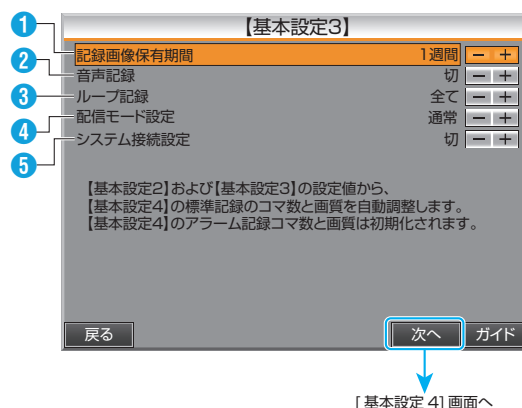 【基本設定3】
1 記録画像保有期間 1週間 − +
2 音声記録 切 − +
3 ループ記録 全て − +
4 配信モード設定 通常 − +
5 システム接続設定 切 − +
【基本設定2】および【基本設定3】の設定値から、
【基本設定4】の標準記録のコマ数と画質を自動調整します。
【基本設定4】のアラーム記録コマ数と画質は初期化されます。
戻る 次へ ガイド
[ 基本設定 4] 画面へ